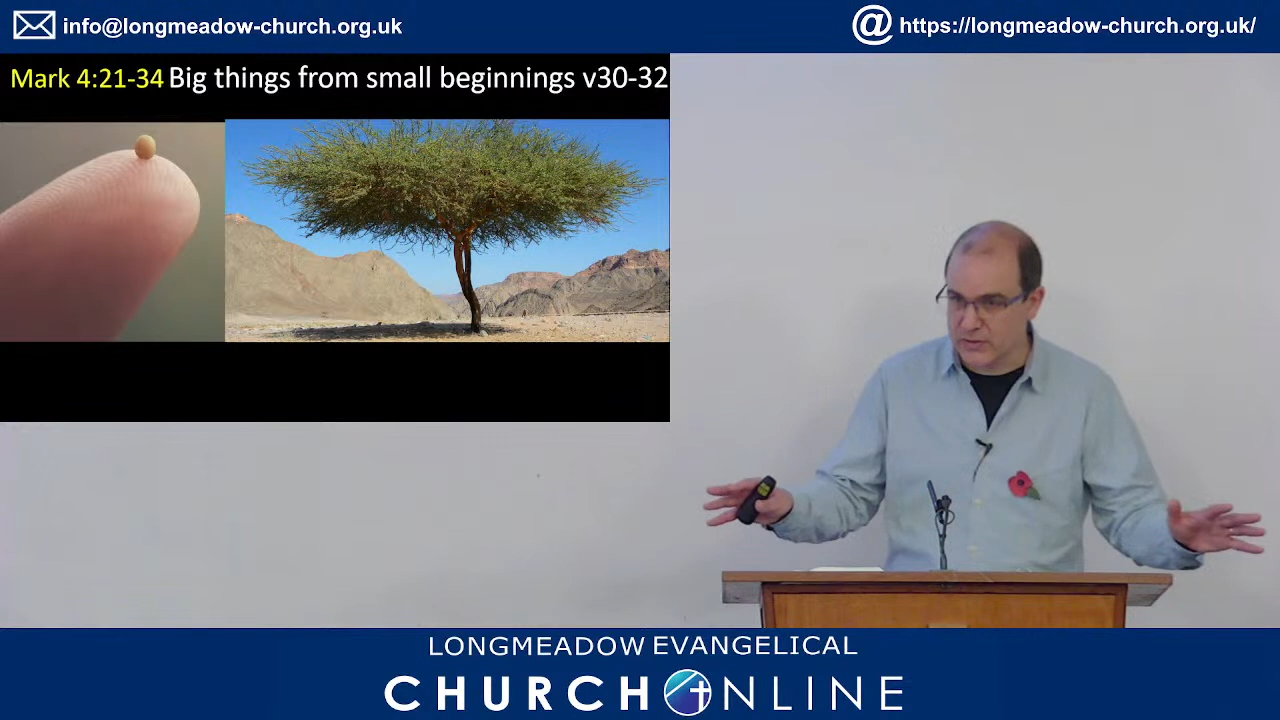 info@longmeadow-church.org.uk
https://longmeadow-church.org.uk/
Mark 4:21-34 Big things from small beginnings v30-32
LONGMEADOW EVANGELICAL
CHURCH ONLINE